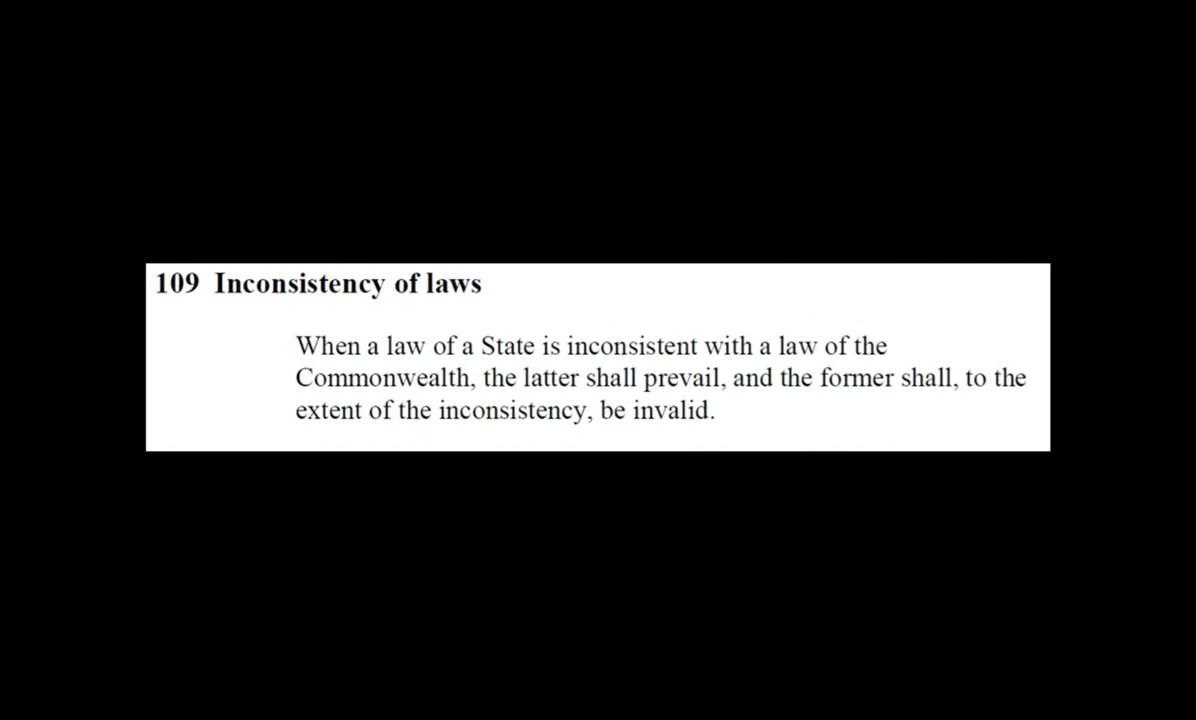 109 Inconsistency of laws
When a law of a State is inconsistent with a law of the
Commonwealth, the latter shall prevail, and the former shall, to the
extent of the inconsistency, be invalid.